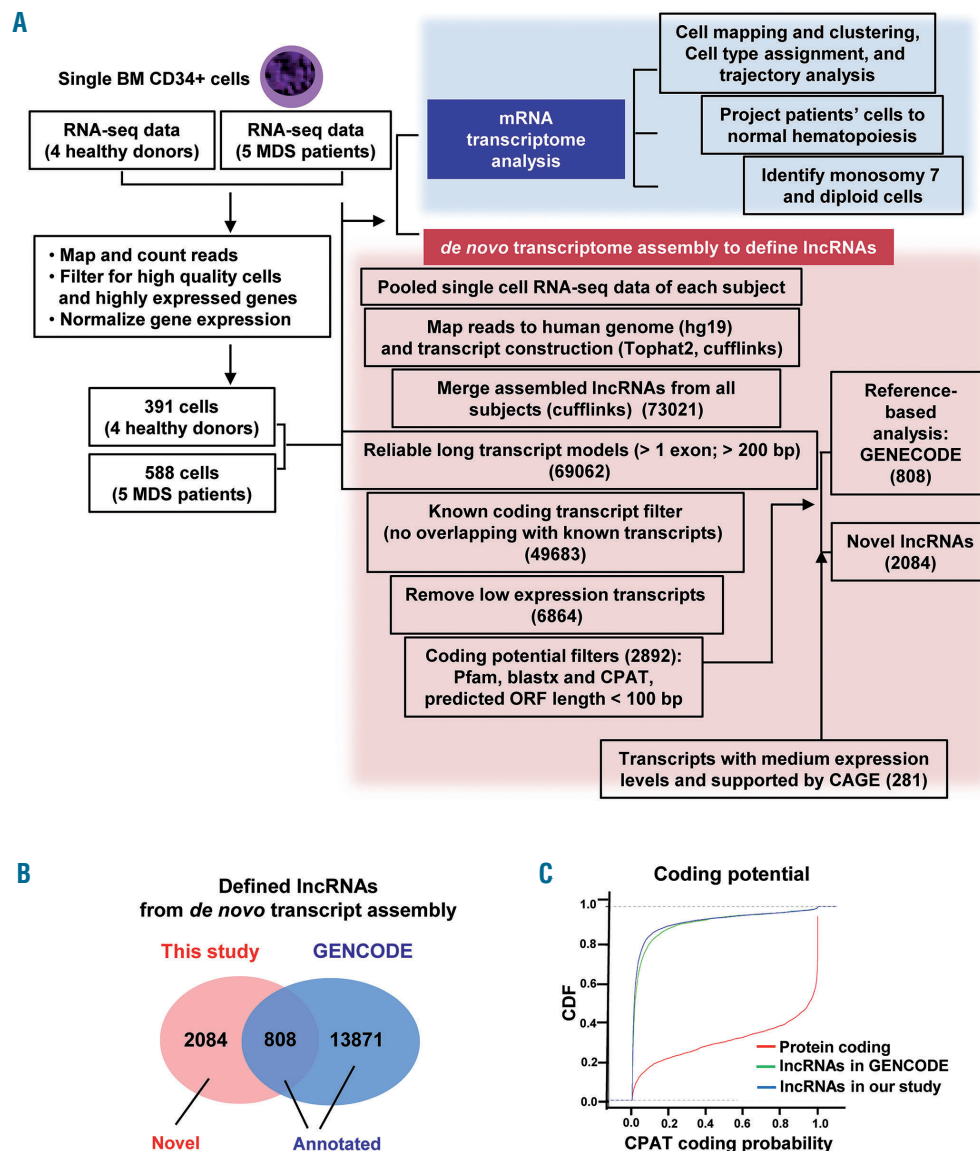 A
Single BM CD34+ cells
RNA-seq data
(4 healthy donors)
RNA-seq data
(5 MDS patients)
• Map and count reads
• Filter for high quality cells
and highly expressed genes
• Normalize gene expression
391 cells
(4 healthy donors)
588 cells
(5 MDS patients)
mRNA
transcriptome
analysis
Cell mapping and clustering,
Cell type assignment, and
trajectory analysis
Project patients' cells to
normal hematopoiesis
Identify monosomy 7
and diploid cells
de novo transcriptome assembly to define lncRNAs
Pooled single cell RNA-seq data of each subject
Map reads to human genome (hg19)
and transcript construction (Tophat2, cufflinks)
Merge assembled lncRNAs from all
subjects (cufflinks) (73021)
Reliable long transcript models (> 1 exon; > 200 bp)
(69062)
Known coding transcript filter
(no overlapping with known transcripts)
(49683)
Remove low expression transcripts
(6864)
Coding potential filters (2892):
Pfam, blastx and CPAT,
predicted ORF length < 100 bp
Reference-
based
analysis:
GENECODE
(808)
Novel lncRNAs
(2084)
Transcripts with medium expression
levels and supported by CAGE (281)
B
Defined lncRNAs
from de novo transcript assembly
This study
GENCODE
2084
808
13871
Novel
Annotated
C
Coding potential
CDF
1.0
0.8
0.6
0.4
0.2
0.0
Protein coding
lncRNAs in GENCODE
lncRNAs in our study
0.0 0.2 0.4 0.6 0.8 1.0
CPAT coding probability